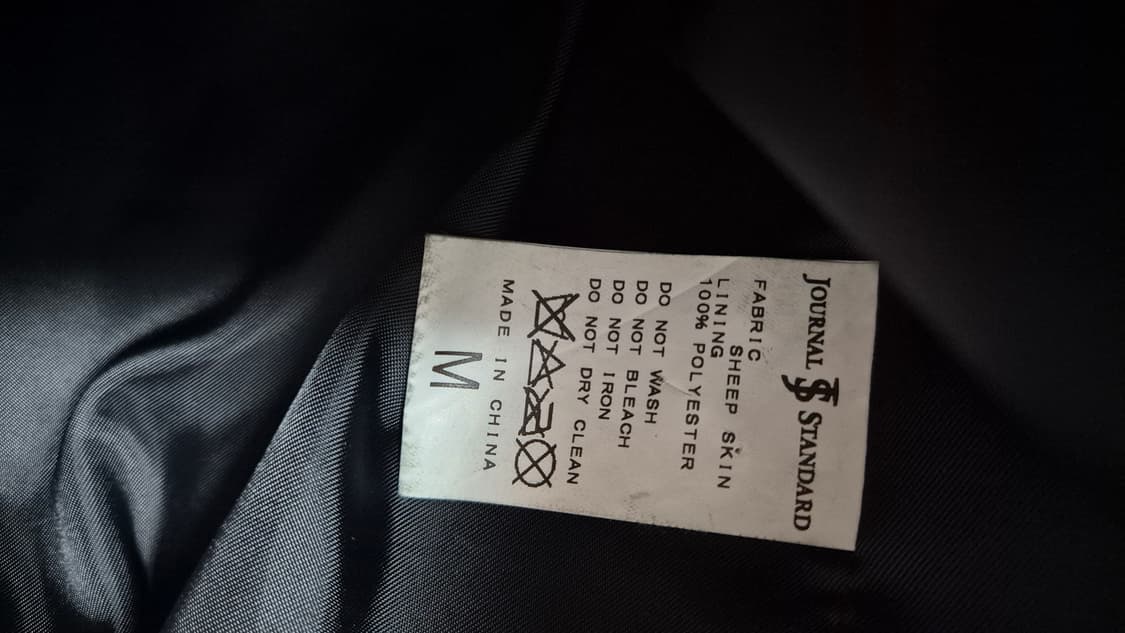 JOURNAL JS STANDARD
FABRIC
SHEEP SKIN
LINING
100% POLYESTER
DO NOT WASH
DO NOT BLEACH
DO NOT IRON
DO NOT DRY CLEAN
MADE IN CHINA
M